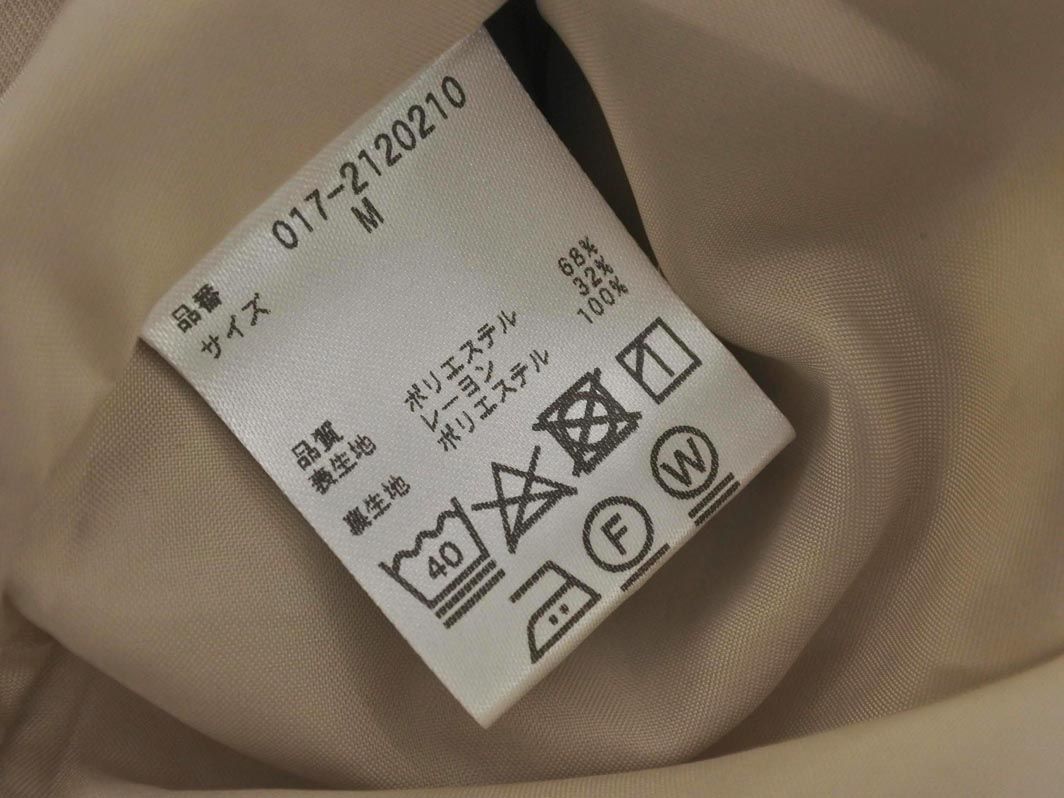 品番 017-2120210
サイズ M
品質
表生地 ポリエステル 68%
レーヨン 32%
裏生地 ポリエステル 100%
40
F
W